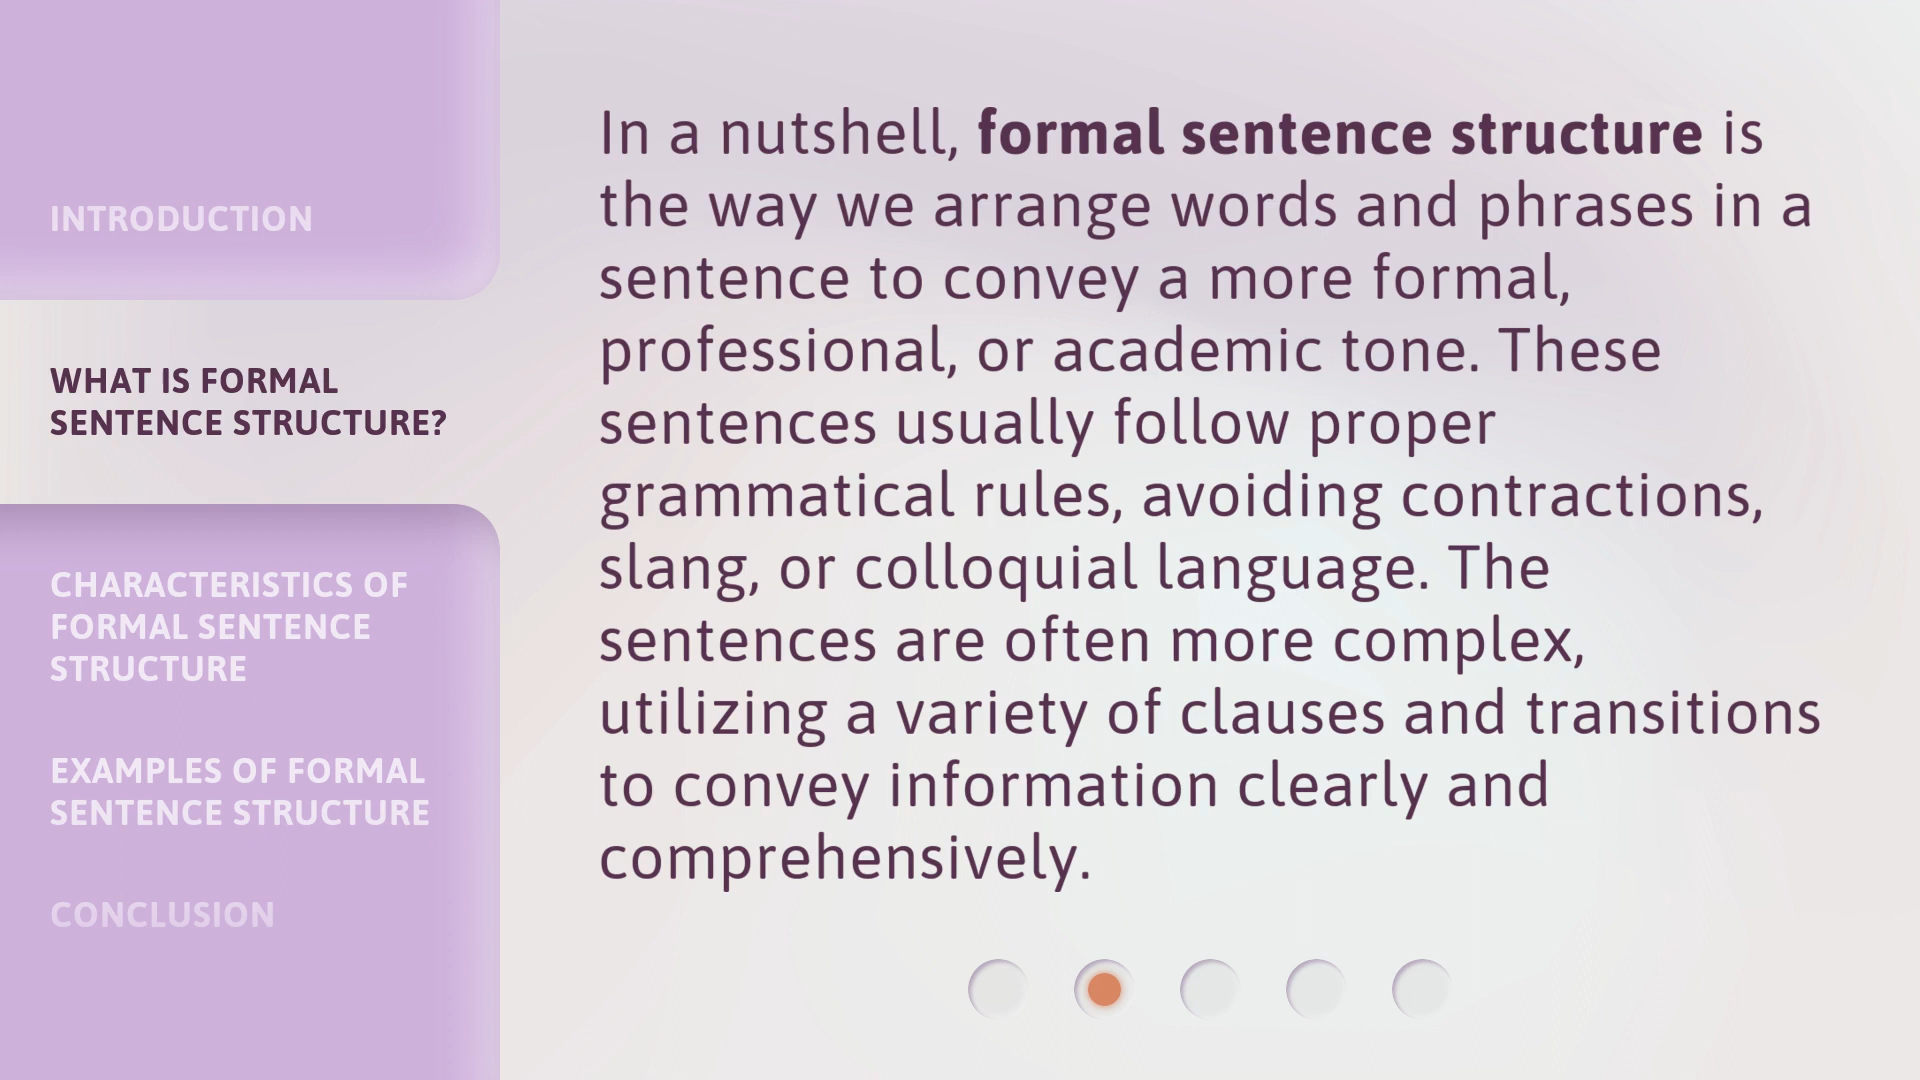 INTRODUCTION
WHAT IS FORMAL
SENTENCE STRUCTURE?
CHARACTERISTICS OF
FORMAL SENTENCE
STRUCTURE
EXAMPLES OF FORMAL
SENTENCE STRUCTURE
CONCLUSION
In a nutshell, formal sentence structure is
the way we arrange words and phrases in a
sentence to convey a more formal,
professional, or academic tone. These
sentences usually follow proper
grammatical rules, avoiding contractions,
slang, or colloquial language. The
sentences are often more complex,
utilizing a variety of clauses and transitions
to convey information clearly and
comprehensively.